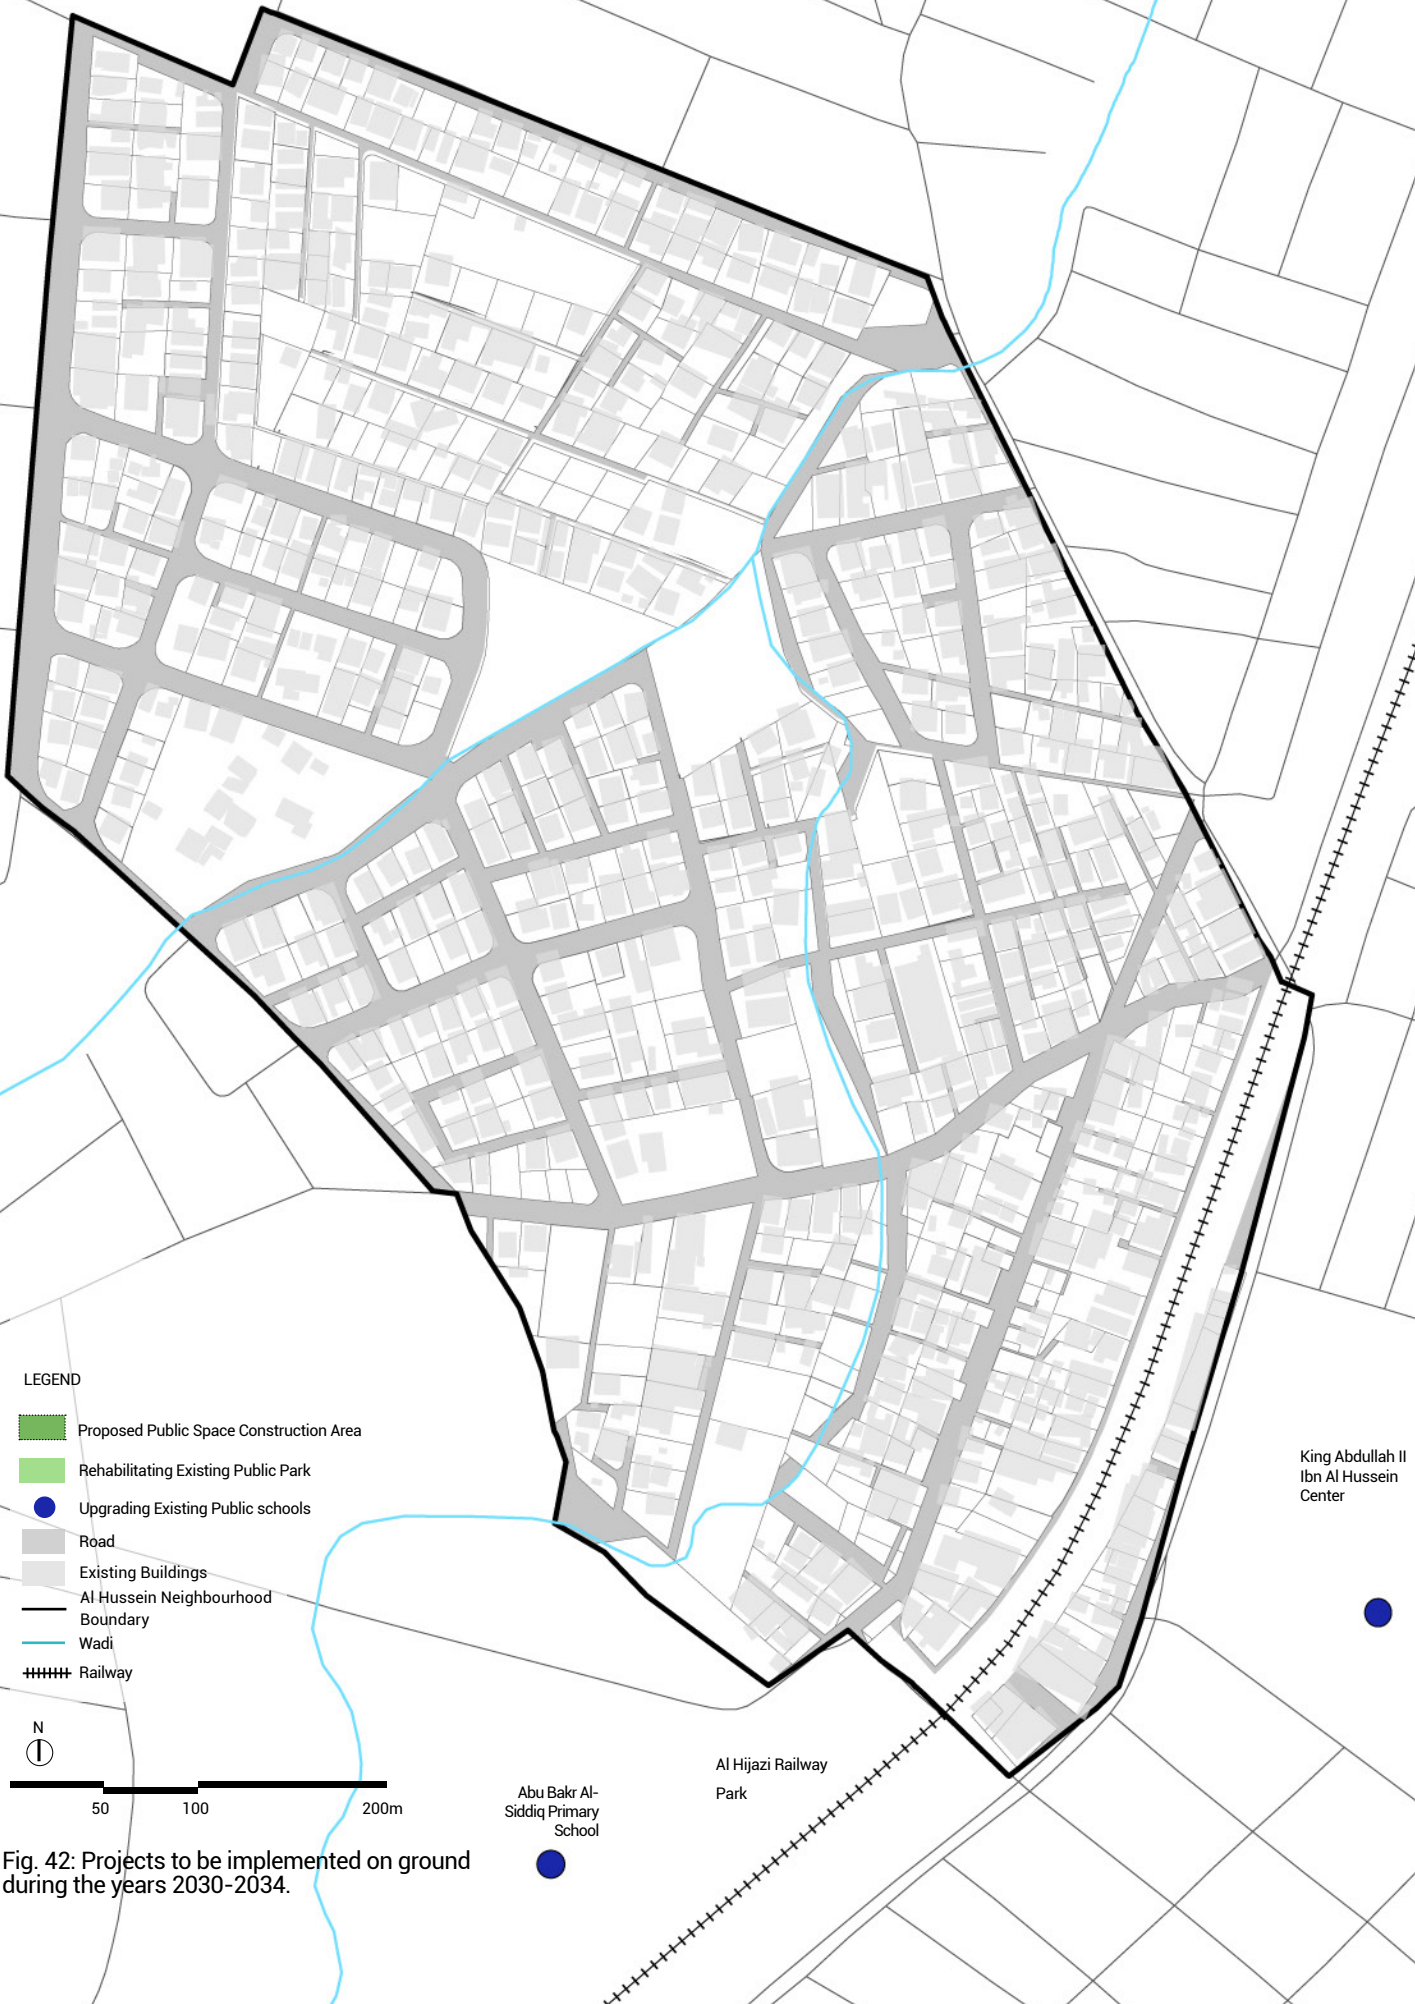 King Abdullah II
Ibn Al Hussein
Center
LEGEND
Proposed Public Space Construction Area
Rehabilitating Existing Public Park
Upgrading Existing Public schools
Road
Existing Buildings
Al Hussein Neighbourhood
Boundary
Wadi
Railway
N
50 100 200m
Al Hijazi Railway
Park
Abu Bakr Al-
Siddiq Primary
School
Fig. 42: Projects to be implemented on ground
during the years 2030-2034.